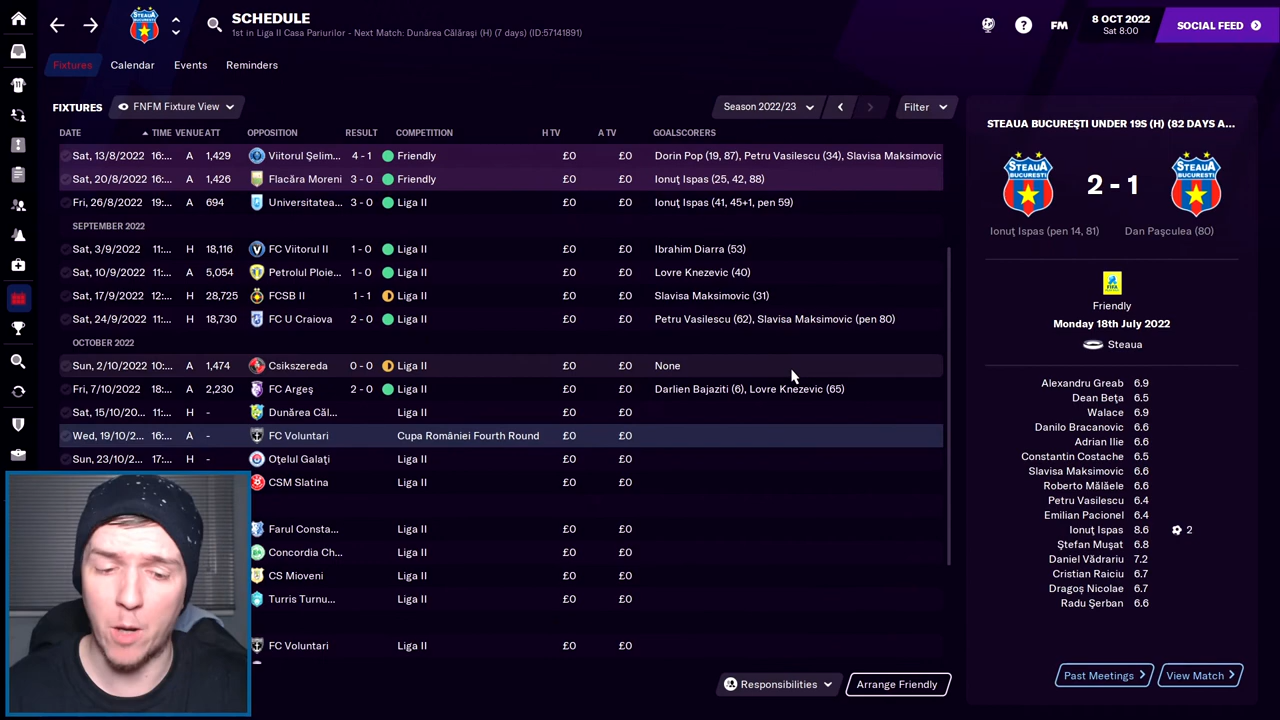 SCHEDULE
1st in Liga II Casa Pariurilor - Next Match: Dunărea Călăraşi (H) (7 days) (ID:57141891)
FM
8 OCT 2022
Sat 8:00
SOCIAL FEED
Fixtures
Calendar
Events
Reminders
FIXTURES
FNFM Fixture View
Season 2022/23
Filter
DATE TIME VENUE ATT OPPOSITION RESULT COMPETITION H TV A TV GOALSCORERS
Sat, 13/8/2022 16:... A 1,429 Viitorul Şelim... 4 - 1 Friendly £0 £0 Dorin Pop (19, 87), Petru Vasilescu (34), Slavisa Maksimovic
Sat, 20/8/2022 16:... A 1,426 Flacăra Moreni 3 - 0 Friendly £0 £0 Ionuţ Ispas (25, 42, 88)
Fri, 26/8/2022 19:... A 694 Universitatea... 3 - 0 Liga II £0 £0 Ionuţ Ispas (41, 45+1, pen 59)
SEPTEMBER 2022
Sat, 3/9/2022 11:... H 18,116 FC Viitorul II 1 - 0 Liga II £0 £0 Ibrahim Diarra (53)
Sat, 10/9/2022 11:... A 5,054 Petrolul Ploie... 1 - 0 Liga II £0 £0 Lovre Knezevic (40)
Sat, 17/9/2022 12:... H 28,725 FCSB II 1 - 1 Liga II £0 £0 Slavisa Maksimovic (31)
Sat, 24/9/2022 11:... H 18,730 FC U Craiova 2 - 0 Liga II £0 £0 Petru Vasilescu (62), Slavisa Maksimovic (pen 80)
OCTOBER 2022
Sun, 2/10/2022 10:... A 1,474 Csikszereda 0 - 0 Liga II £0 £0 None
Fri, 7/10/2022 18:... A 2,230 FC Argeş 2 - 0 Liga II £0 £0 Darlien Bajaziti (6), Lovre Knezevic (65)
Sat, 15/10/20... 11:... H - Dunărea Căl... Liga II £0 £0
Wed, 19/10/2... 16:... A - FC Voluntari Cupa României Fourth Round £0 £0
Sun, 23/10/2... 17:... H - Oţelul Galaţi Liga II £0 £0
CSM Slatina Liga II £0 £0
Farul Consta... Liga II £0 £0
Concordia Ch... Liga II £0 £0
CS Mioveni Liga II £0 £0
Turris Turnu... Liga II £0 £0
FC Voluntari Liga II £0 £0
Responsibilities
Arrange Friendly
STEAUA BUCUREŞTI UNDER 19S (H) (82 DAYS A...
2 - 1
Ionuţ Ispas (pen 14, 81)
Dan Paşculea (80)
Friendly
Monday 18th July 2022
Steaua
Alexandru Greab 6.9
Dean Beţa 6.5
Walace 6.9
Danilo Bracanovic 6.6
Adrian Ilie 6.6
Constantin Costache 6.5
Slavisa Maksimovic 6.6
Roberto Mălăele 6.6
Petru Vasilescu 6.4
Emilian Pacionel 6.4
Ionuţ Ispas 8.6 2
Ştefan Muşat 6.8
Daniel Vădrariu 7.2
Cristian Raiciu 6.7
Dragoş Nicolae 6.7
Radu Şerban 6.6
Past Meetings
View Match